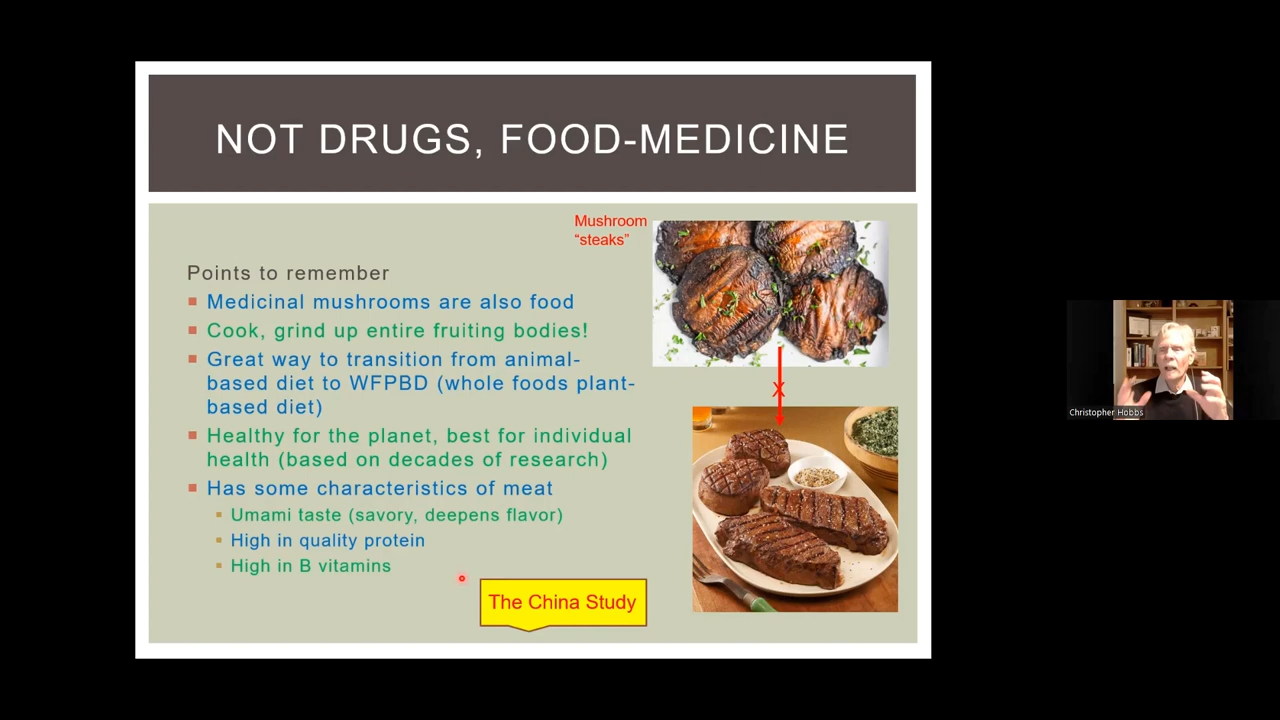 NOT DRUGS, FOOD-MEDICINE
Mushroom
“steaks”
Points to remember
Medicinal mushrooms are also food
Cook, grind up entire fruiting bodies!
Great way to transition from animal-
based diet to WFPBD (whole foods plant-
based diet)
Healthy for the planet, best for individual
health (based on decades of research)
Has some characteristics of meat
Umami taste (savory, deepens flavor)
High in quality protein
High in B vitamins
The China Study
X
Christopher Hobbs